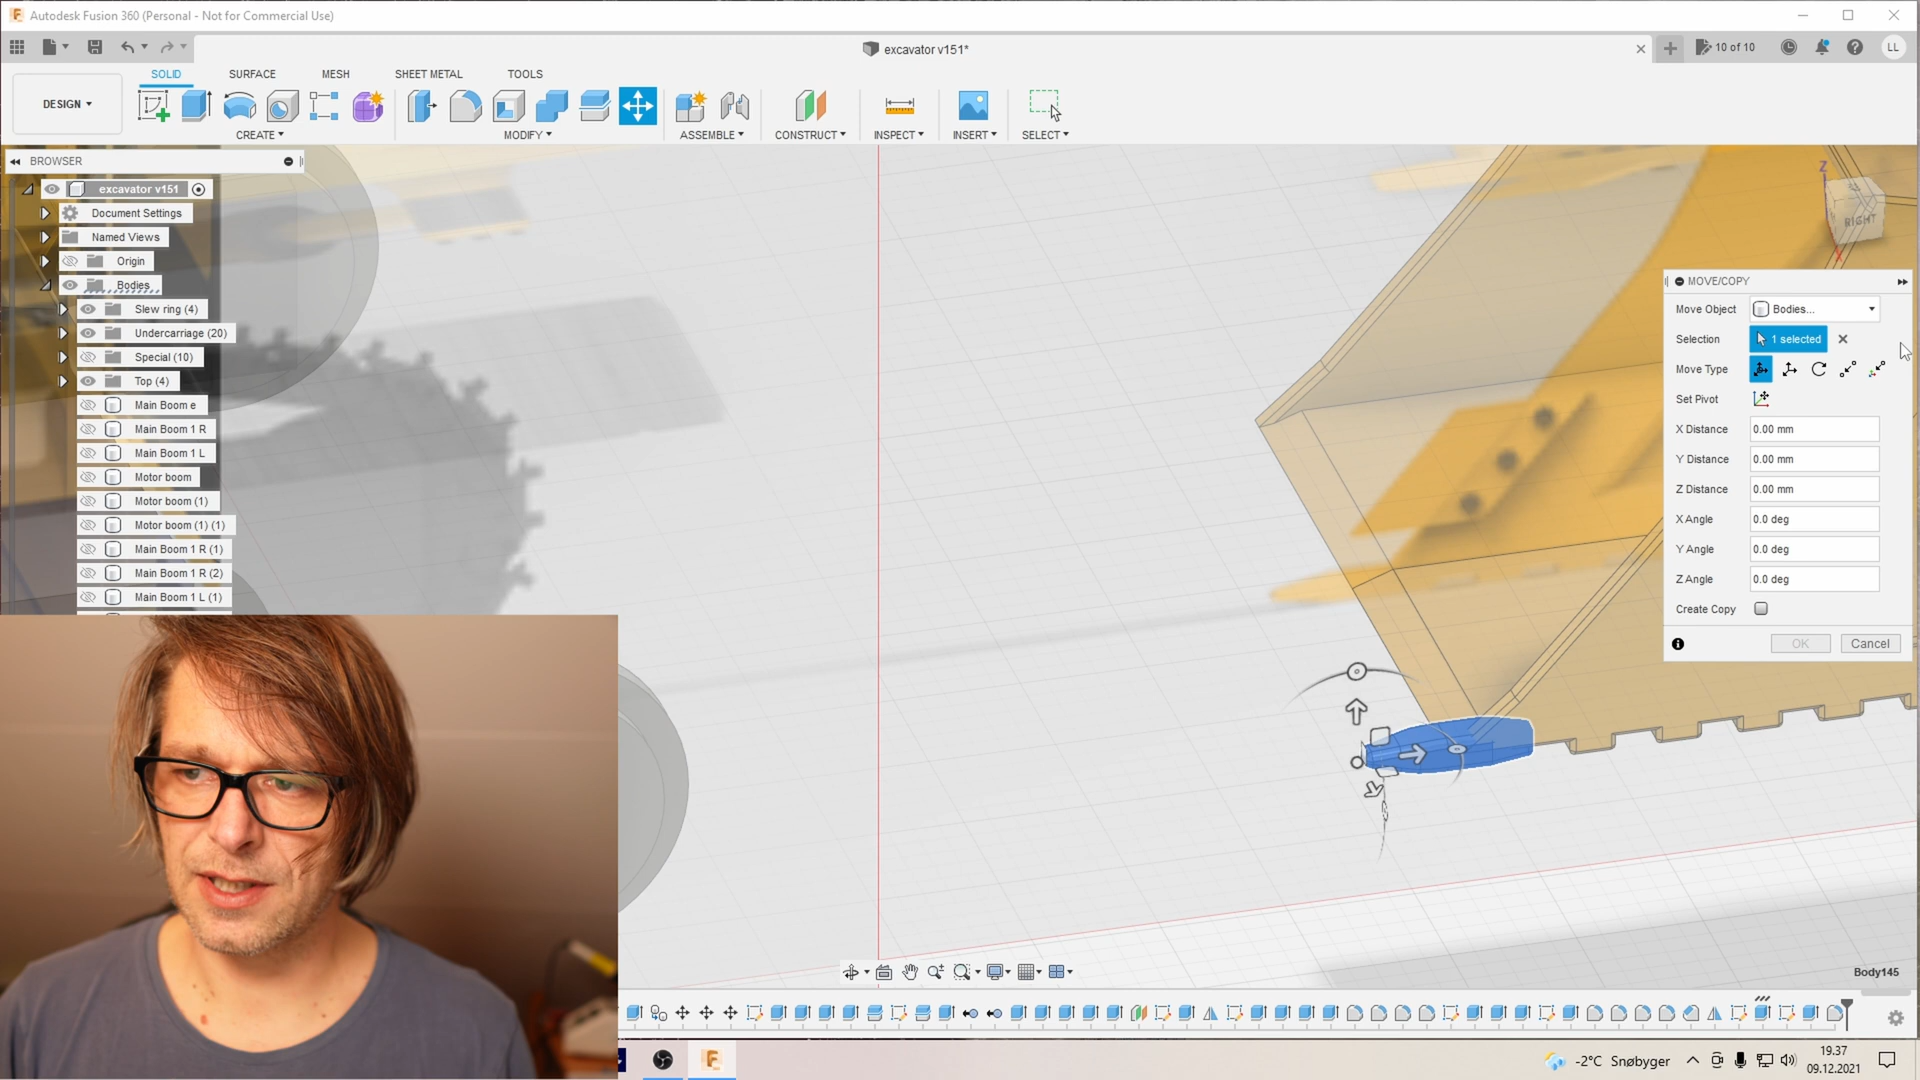 Autodesk Fusion 360 (Personal - Not for Commercial Use)
excavator v151*
10 of 10
LL
DESIGN
SOLID
SURFACE
MESH
SHEET METAL
TOOLS
CREATE
MODIFY
ASSEMBLE
CONSTRUCT
INSPECT
INSERT
SELECT
BROWSER
excavator v151
Document Settings
Named Views
Origin
Bodies
Slew ring (4)
Undercarriage (20)
Special (10)
Top (4)
Main Boom e
Main Boom 1 R
Main Boom 1 L
Motor boom
Motor boom (1)
Motor boom (1) (1)
Main Boom 1 R (1)
Main Boom 1 R (2)
Main Boom 1 L (1)
Z
RIGHT
X
MOVE/COPY
Move Object
Bodies...
Selection
1 selected
Move Type
Set Pivot
X Distance
0.00 mm
Y Distance
0.00 mm
Z Distance
0.00 mm
X Angle
0.0 deg
Y Angle
0.0 deg
Z Angle
0.0 deg
Create Copy
OK
Cancel
Body145
-2°C Snøbyger
19.37
09.12.2021